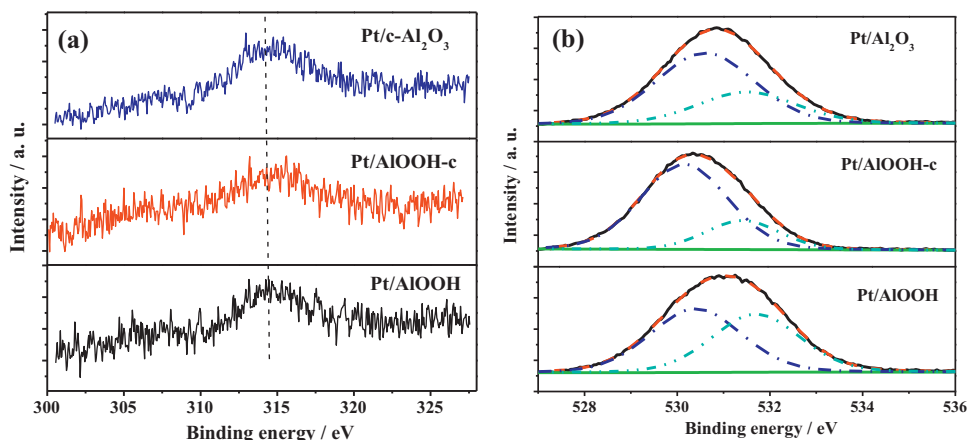 (a)
Pt/c-Al₂O₃
Pt/AlOOH-c
Pt/AlOOH
Intensity / a. u.
300 305 310 315 320 325
Binding energy / eV
(b)
Pt/Al₂O₃
Pt/AlOOH-c
Pt/AlOOH
Intensity / a. u.
528 530 532 534 536
Binding energy / eV